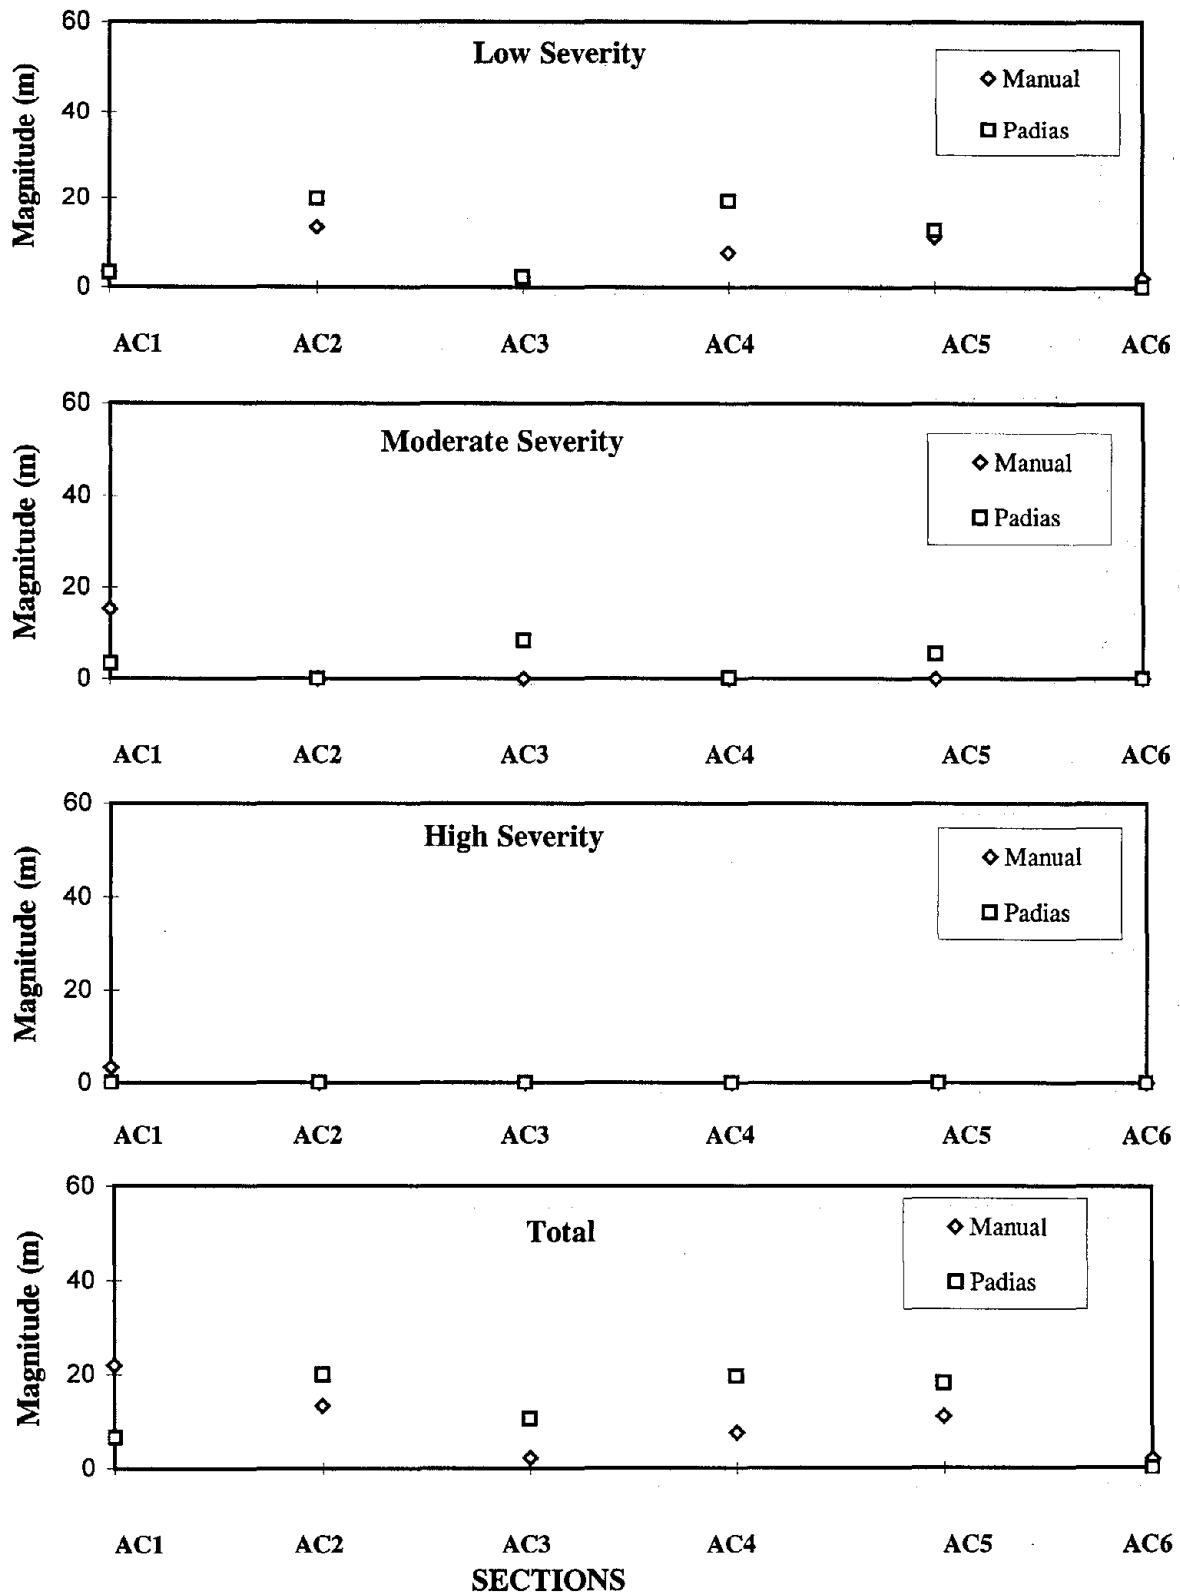 Low Severity
Magnitude (m)
60
40
20
0
Manual
Padias
AC1 AC2 AC3 AC4 AC5 AC6
Moderate Severity
Magnitude (m)
60
40
20
0
Manual
Padias
AC1 AC2 AC3 AC4 AC5 AC6
High Severity
Magnitude (m)
60
40
20
0
Manual
Padias
AC1 AC2 AC3 AC4 AC5 AC6
Total
Magnitude (m)
60
40
20
0
Manual
Padias
AC1 AC2 AC3 AC4 AC5 AC6
SECTIONS